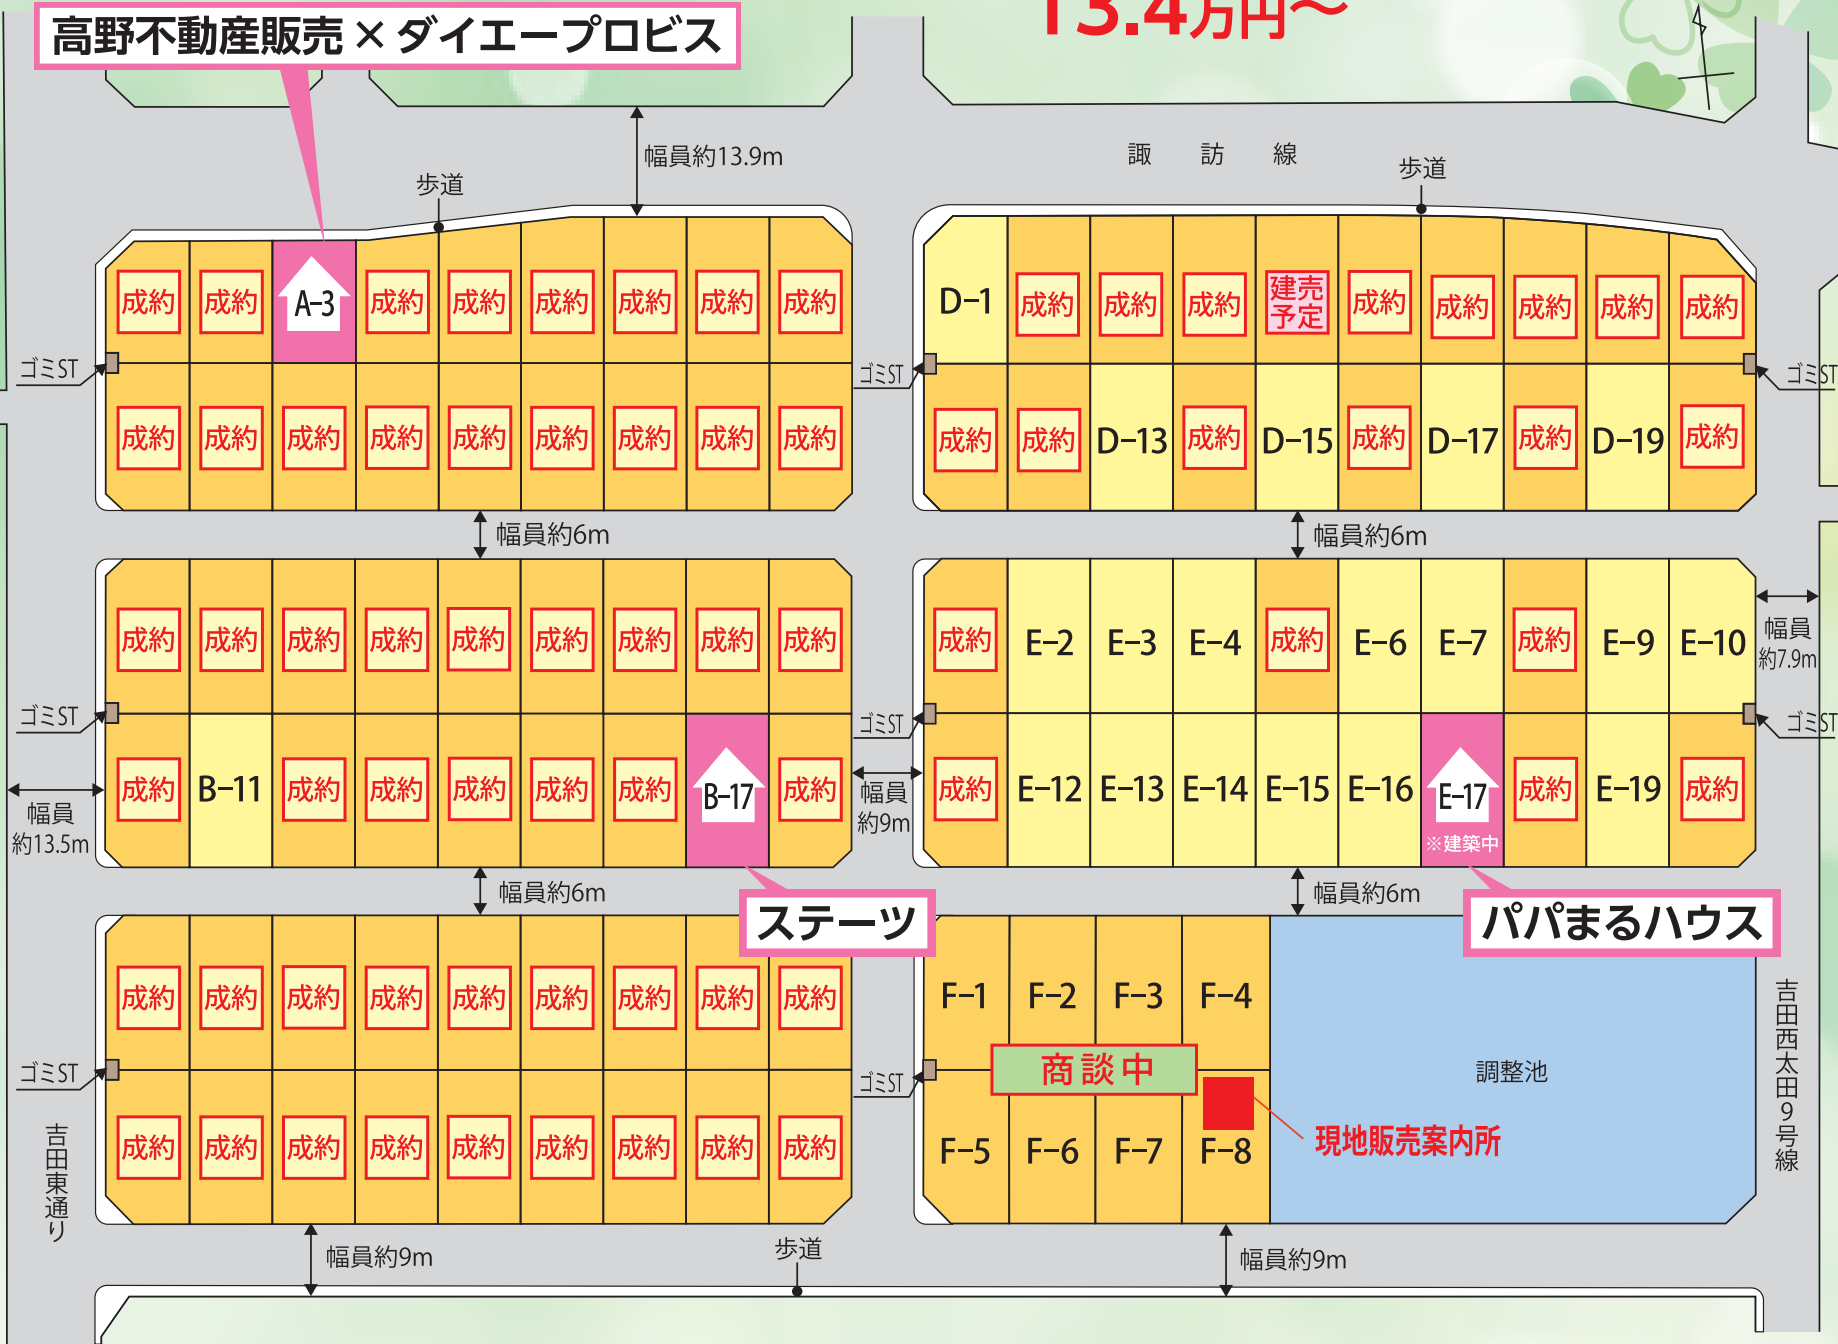 13.4万円〜
高野不動産販売×ダイエープロビス
幅員約13.9m
諏訪線
歩道
歩道
成約 成約 A-3 成約 成約 成約 成約 成約 成約
D-1 成約 成約 成約 建売予定 成約 成約 成約 成約 成約
ゴミST
ゴミST
ゴミST
成約 成約 成約 成約 成約 成約 成約 成約 成約
成約 成約 D-13 成約 D-15 成約 D-17 成約 D-19 成約
幅員約6m
幅員約6m
成約 成約 成約 成約 成約 成約 成約 成約 成約
成約 E-2 E-3 E-4 成約 E-6 E-7 成約 E-9 E-10
幅員
約7.9m
ゴミST
ゴミST
ゴミST
成約 B-11 成約 成約 成約 成約 成約 B-17 成約
成約 E-12 E-13 E-14 E-15 E-16 E-17 成約 E-19 成約
※建築中
幅員
約13.5m
幅員
約9m
幅員約6m
幅員約6m
ステーツ
パパまるハウス
成約 成約 成約 成約 成約 成約 成約 成約 成約
F-1 F-2 F-3 F-4
ゴミST
ゴミST
商談中
調整池
吉田西太田9号線
成約 成約 成約 成約 成約 成約 成約 成約 成約
F-5 F-6 F-7 F-8
現地販売案内所
吉田東通り
幅員約9m
歩道
幅員約9m